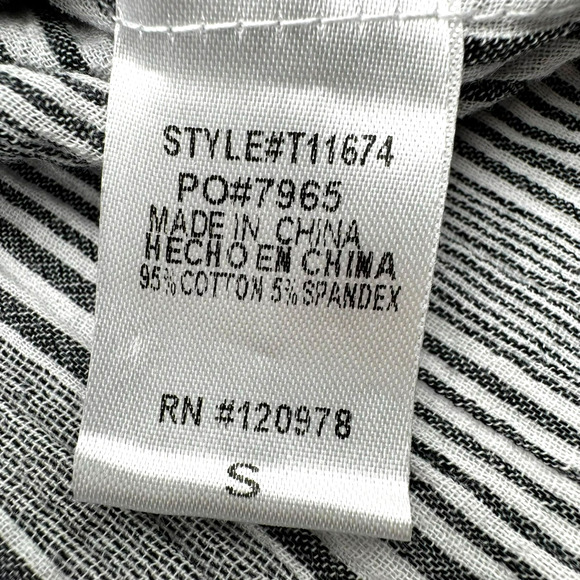 STYLE#T11674
PO#7965
MADE IN CHINA
HECHO EN CHINA
95% COTTON 5% SPANDEX
RN #120978
S